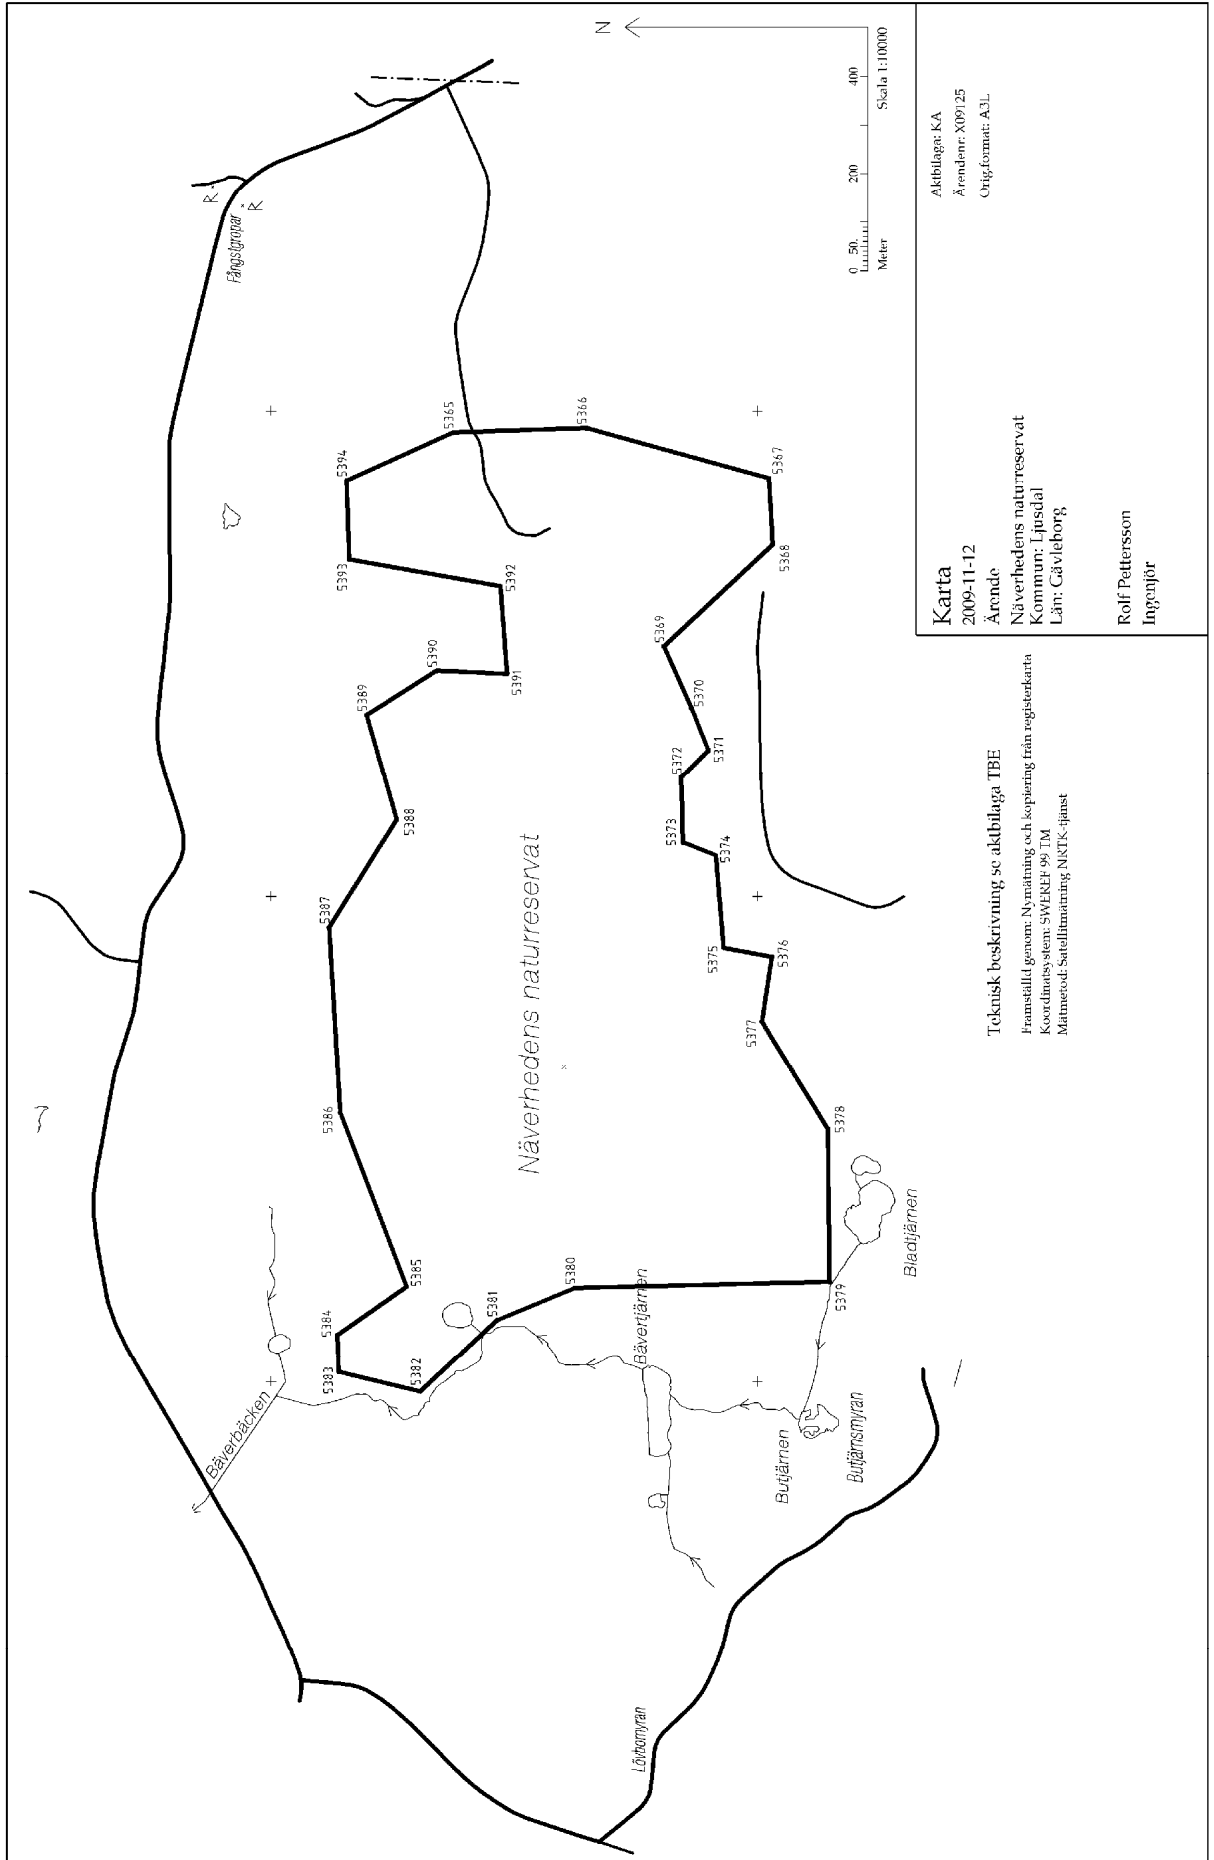 N
Fångstgropar
R
R
0 50. 200 400
Meter Skala 1:10000
5394
5365
5366
5393
5392
5367
5368
5389
5390
5391
5369
5370
5372
5371
5388
5373
5374
5387
5375
5376
5377
Näverhedens naturreservat
5386
5378
5385
5380
5379
5384
5381
5383
5382
Bladtjärnen
Bävertjärnen
Bäverbäcken
Butjärnen
Butjärnsmyran
Lövbomyran
Teknisk beskrivning se aktbilaga TBE
Framställd genom: Nymätning och kopiering från registerkarta
Koordinatsystem: SWEREF 99 TM
Mätmetod: Satellitmätning NRTK-tjänst
Karta
2009-11-12
Ärende
Näverhedens naturreservat
Kommun: Ljusdal
Län: Gävleborg
Rolf Pettersson
Ingenjör
Aktbilaga: KA
Ärendenr: X09125
Orig.format: A3L